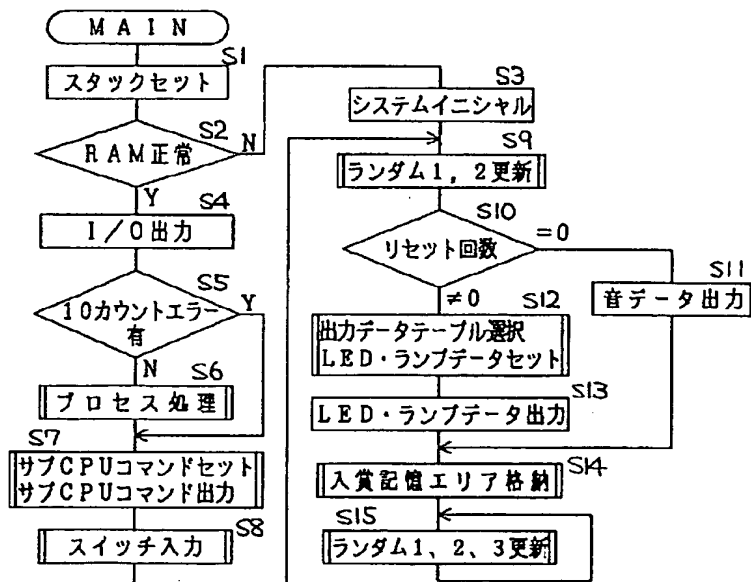 MAIN
S1
スタックセット
S2
RAM正常
N
Y
S4
I/O出力
S5
10カウントエラー
有
Y
N
S6
プロセス処理
S7
サブCPUコマンドセット
サブCPUコマンド出力
S8
スイッチ入力
S3
システムイニシャル
S9
ランダム1,2更新
S10
リセット回数
=0
S11
音データ出力
≠0
S12
出力データテーブル選択
LED・ランプデータセット
S13
LED・ランプデータ出力
S14
入賞記憶エリア格納
S15
ランダム1、2、3更新